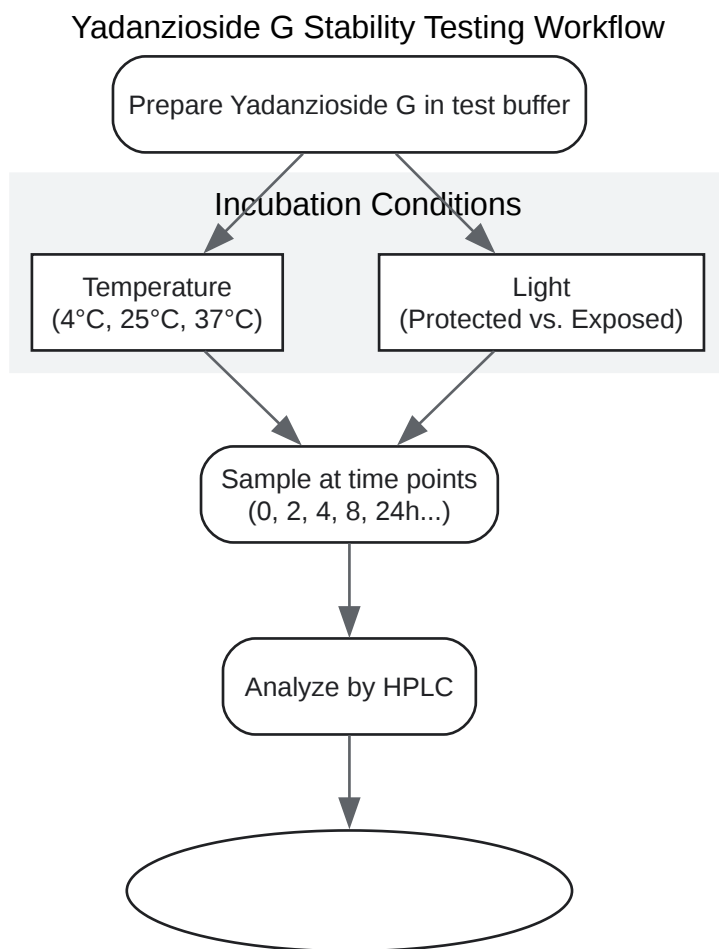 Yadanzioside G Stability Testing Workflow
Prepare Yadanzioside G in test buffer
Incubation Conditions
Temperature
(4°C, 25°C, 37°C)
Light
(Protected vs. Exposed)
Sample at time points
(0, 2, 4, 8, 24h...)
Analyze by HPLC